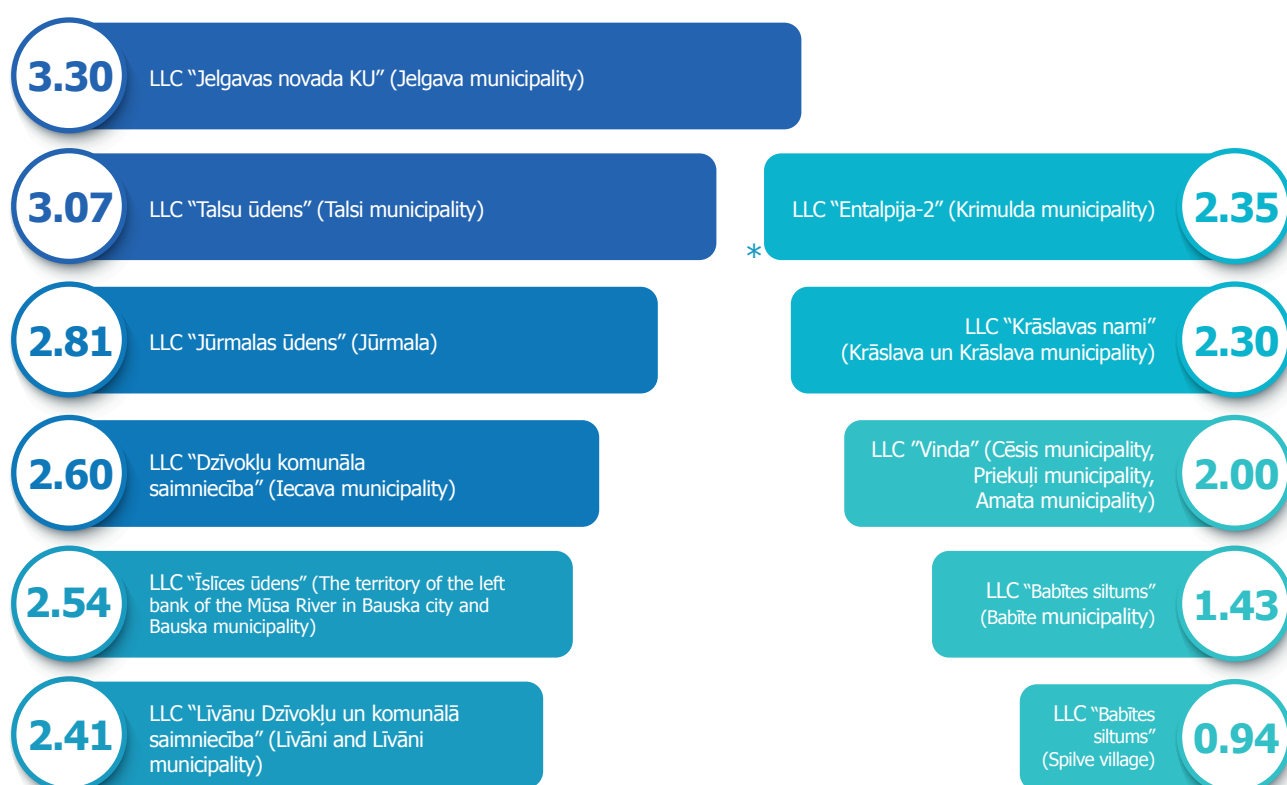 3.30
LLC “Jelgavas novada KU” (Jelgava municipality)
3.07
LLC “Talsu ūdens” (Talsi municipality)
2.81
LLC “Jūrmalas ūdens” (Jūrmala)
2.60
LLC “Dzīvokļu komunāla
saimniecība” (Iecava municipality)
2.54
LLC “Īslīces ūdens” (The territory of the left
bank of the Mūsa River in Bauska city and
Bauska municipality)
2.41
LLC “Līvānu Dzīvokļu un komunālā
saimniecība” (Līvāni and Līvāni
municipality)
*
LLC “Entalpija-2” (Krimulda municipality)
2.35
LLC “Krāslavas nami”
(Krāslava un Krāslava municipality)
2.30
LLC ”Vinda” (Cēsis municipality,
Priekuļi municipality,
Amata municipality)
2.00
LLC “Babītes siltums”
(Babīte municipality)
1.43
LLC “Babītes
siltums”
(Spilve village)
0.94